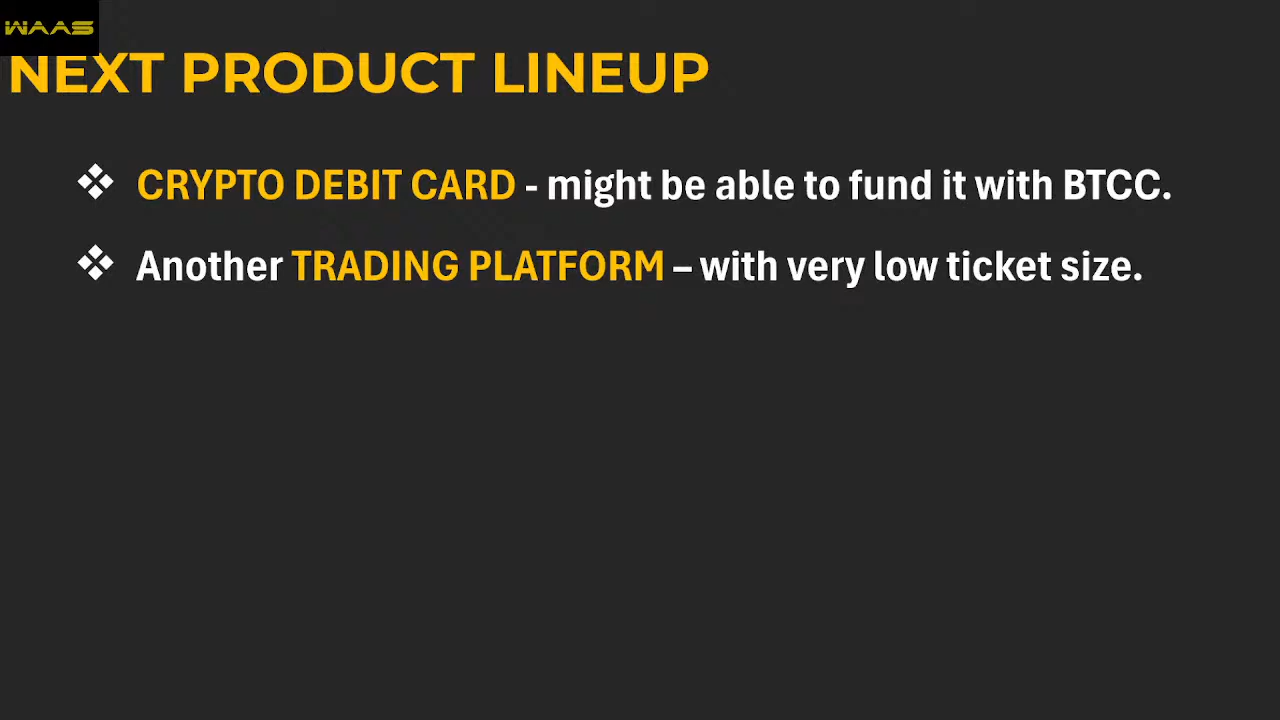 WAAS
NEXT PRODUCT LINEUP
❖ CRYPTO DEBIT CARD - might be able to fund it with BTCC.
❖ Another TRADING PLATFORM – with very low ticket size.